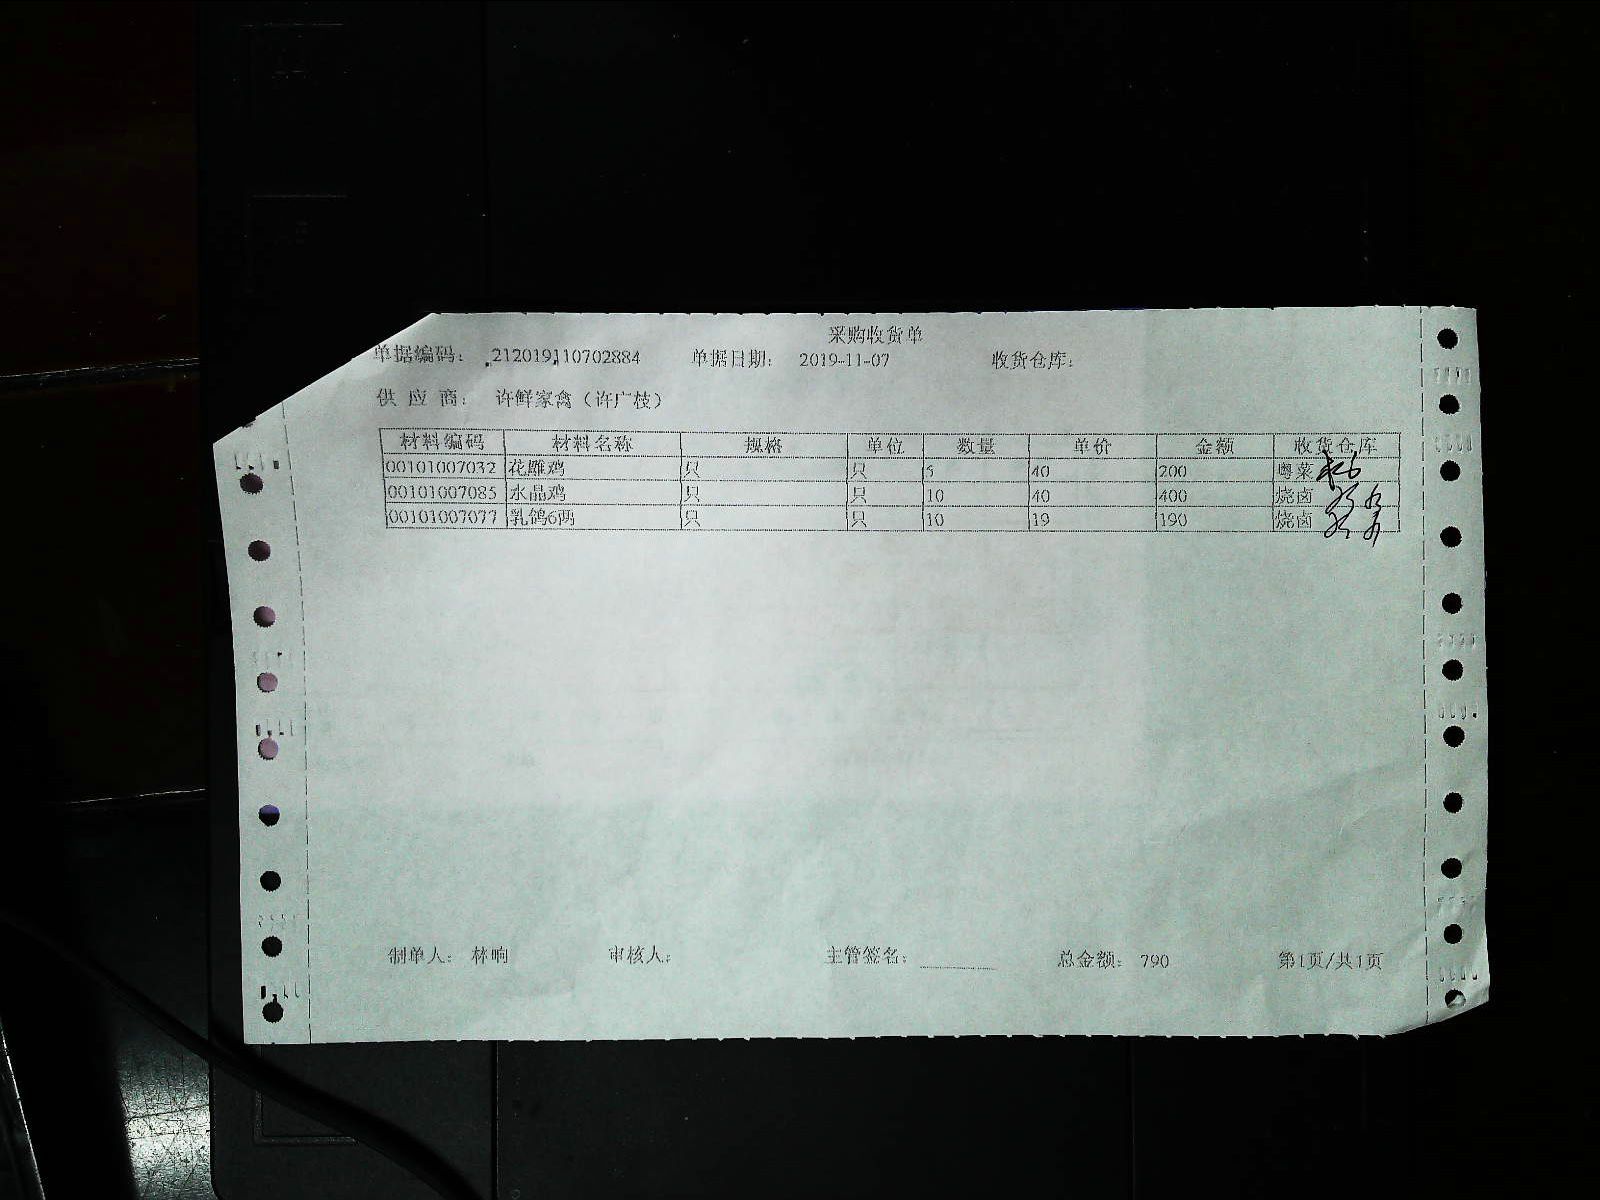 采购收货单
单据编码： 21201911070２884 单据日期： 2019-11-07 收货仓库：
供 应 商： 许鲜家禽（许广枝）
材料编码 材料名称 规格 单位 数量 单价 金额 收货仓库
00101007032 花雕鸡 只 只 5 40 200 粤菜
00101007085 水晶鸡 只 只 10 40 400 烧卤
00101007077 乳鸽6两 只 只 10 19 190 烧卤
制单人： 林响 审核人： 主管签名： 总金额： 790 第1页/共1页